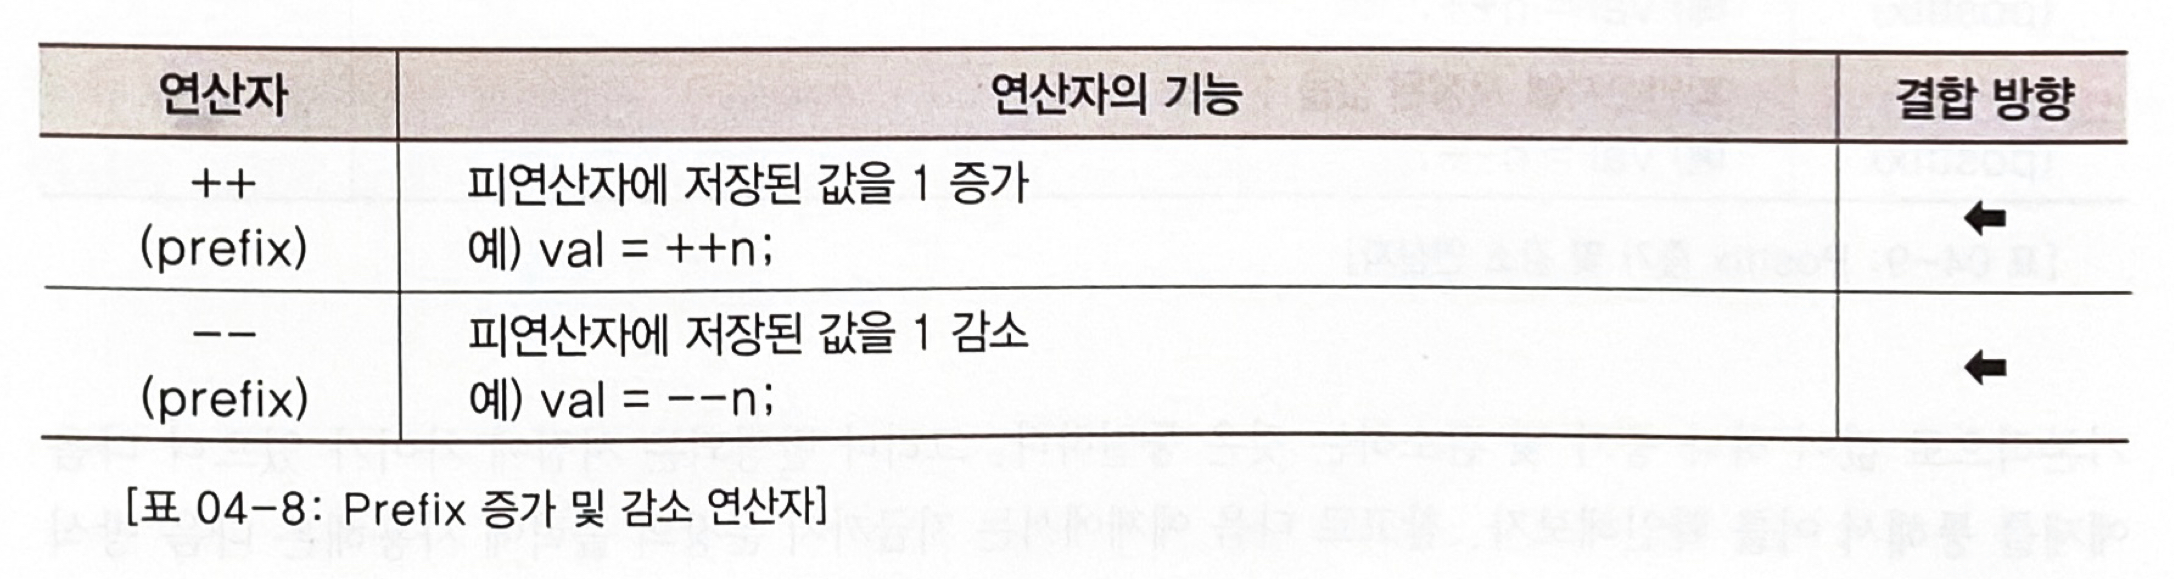 연산자 연산자의 기능 결합 방향
++ 피연산자에 저장된 값을 1 증가
(prefix) 예) val = ++n;
-- 피연산자에 저장된 값을 1 감소
(prefix) 예) val = --n;
[표 04-8: Prefix 증가 및 감소 연산자]